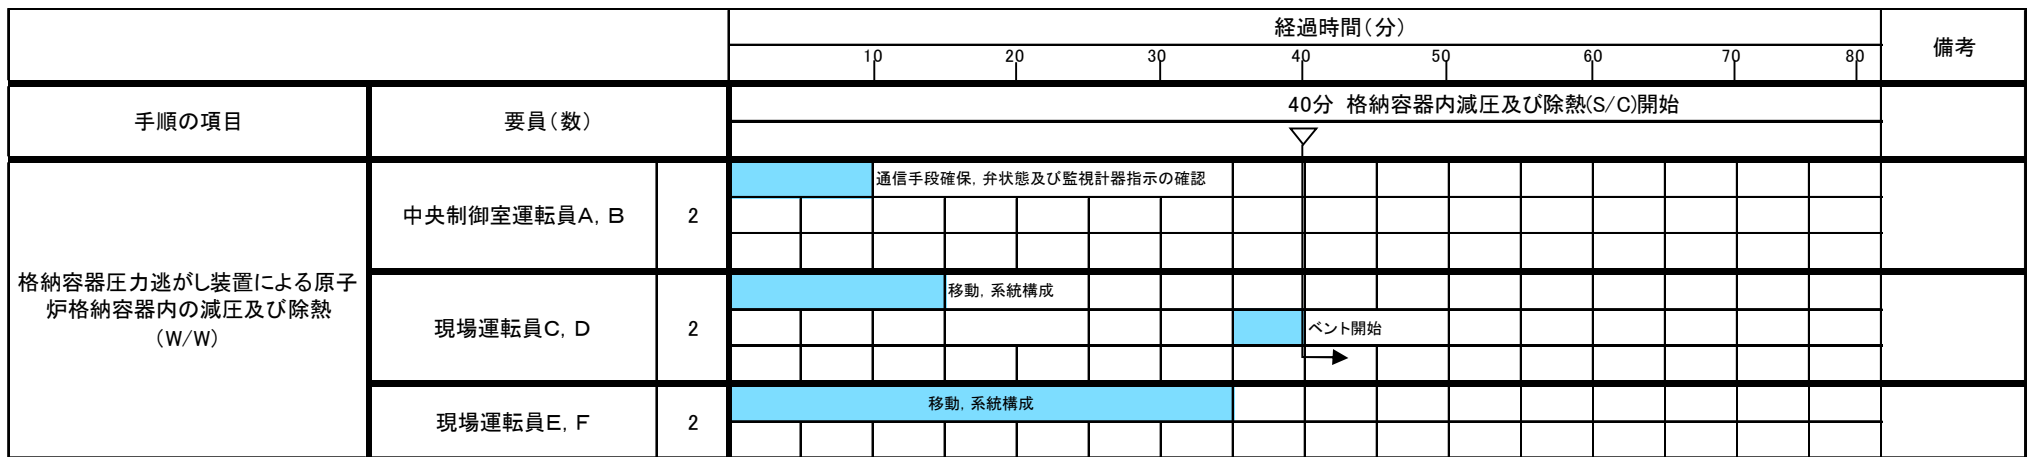 経過時間(分)
備考
10 20 30 40 50 60 70 80
手順の項目
要員(数)
40分 格納容器内減圧及び除熱(S/C)開始
格納容器圧力逃がし装置による原子
炉格納容器内の減圧及び除熱
(W/W)
中央制御室運転員A, B
2
通信手段確保, 弁状態及び監視計器指示の確認
現場運転員C, D
2
移動, 系統構成
ベント開始
現場運転員E, F
2
移動, 系統構成